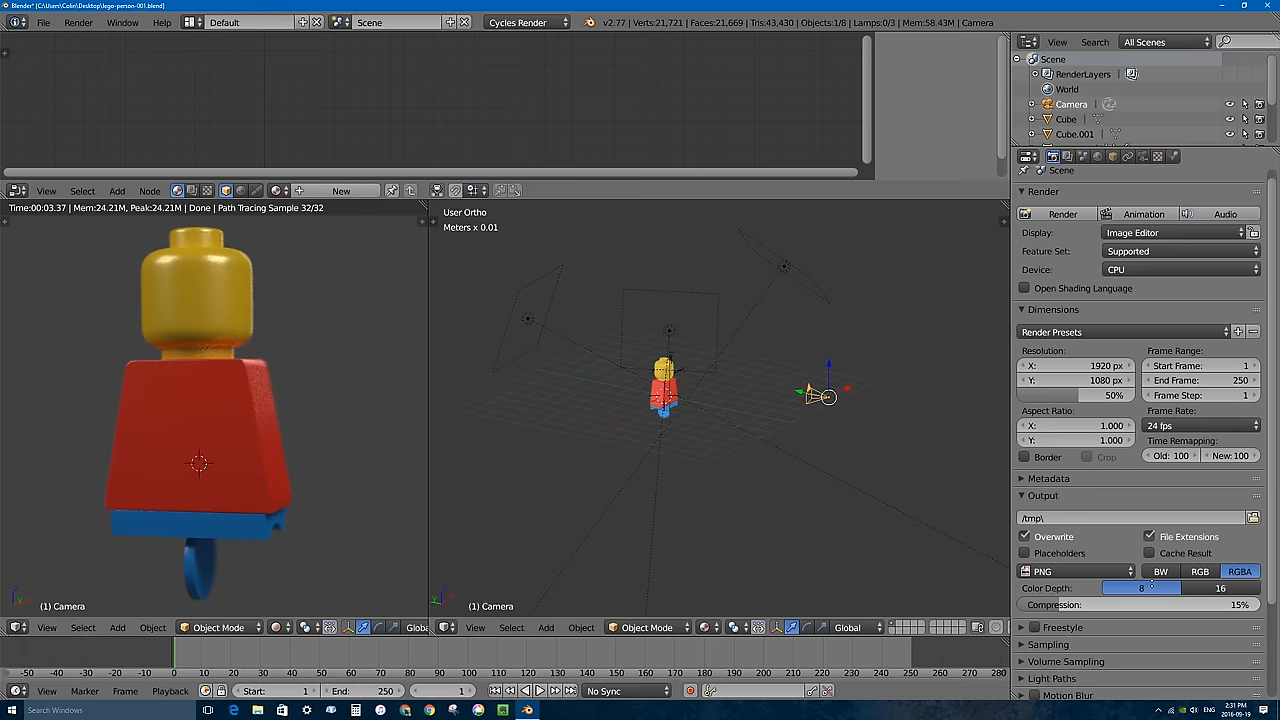 Blender* [C:\Users\Colin\Desktop\lego-person-001.blend]
File Render Window Help Default Scene Cycles Render v2.77 | Verts:21,721 | Faces:21,669 | Tris:43,430 | Objects:1/8 | Lamps:0/3 | Mem:58.43M | Camera
View Search All Scenes
Scene
RenderLayers
World
Camera
Cube
Cube.001
Scene
View Select Add Node New
Time:00:03.37 | Mem:24.21M, Peak:24.21M | Done | Path Tracing Sample 32/32
User Ortho
Meters x 0.01
(1) Camera
(1) Camera
View Select Add Object Object Mode Globa
View Select Add Object Object Mode Global
Render
Render Animation Audio
Display: Image Editor
Feature Set: Supported
Device: CPU
Open Shading Language
Dimensions
Render Presets
Resolution: Frame Range:
X: 1920 px Start Frame: 1
Y: 1080 px End Frame: 250
50% Frame Step: 1
Aspect Ratio: Frame Rate:
X: 1.000 24 fps
Y: 1.000 Time Remapping:
Border Crop Old: 100 New:100
Metadata
Output
/tmp\
Overwrite File Extensions
Placeholders Cache Result
PNG BW RGB RGBA
Color Depth: 8 16
Compression: 15%
Freestyle
Sampling
Volume Sampling
Light Paths
Motion Blur
-50 -40 -30 -20 -10 0 10 20 30 40 50 60 70 80 90 100 110 120 130 140 150 160 170 180 190 200 210 220 230 240 250 260 270 280
View Marker Frame Playback Start: 1 End: 250 1 No Sync
Search Windows
ENG
2:31 PM
2016-09-19